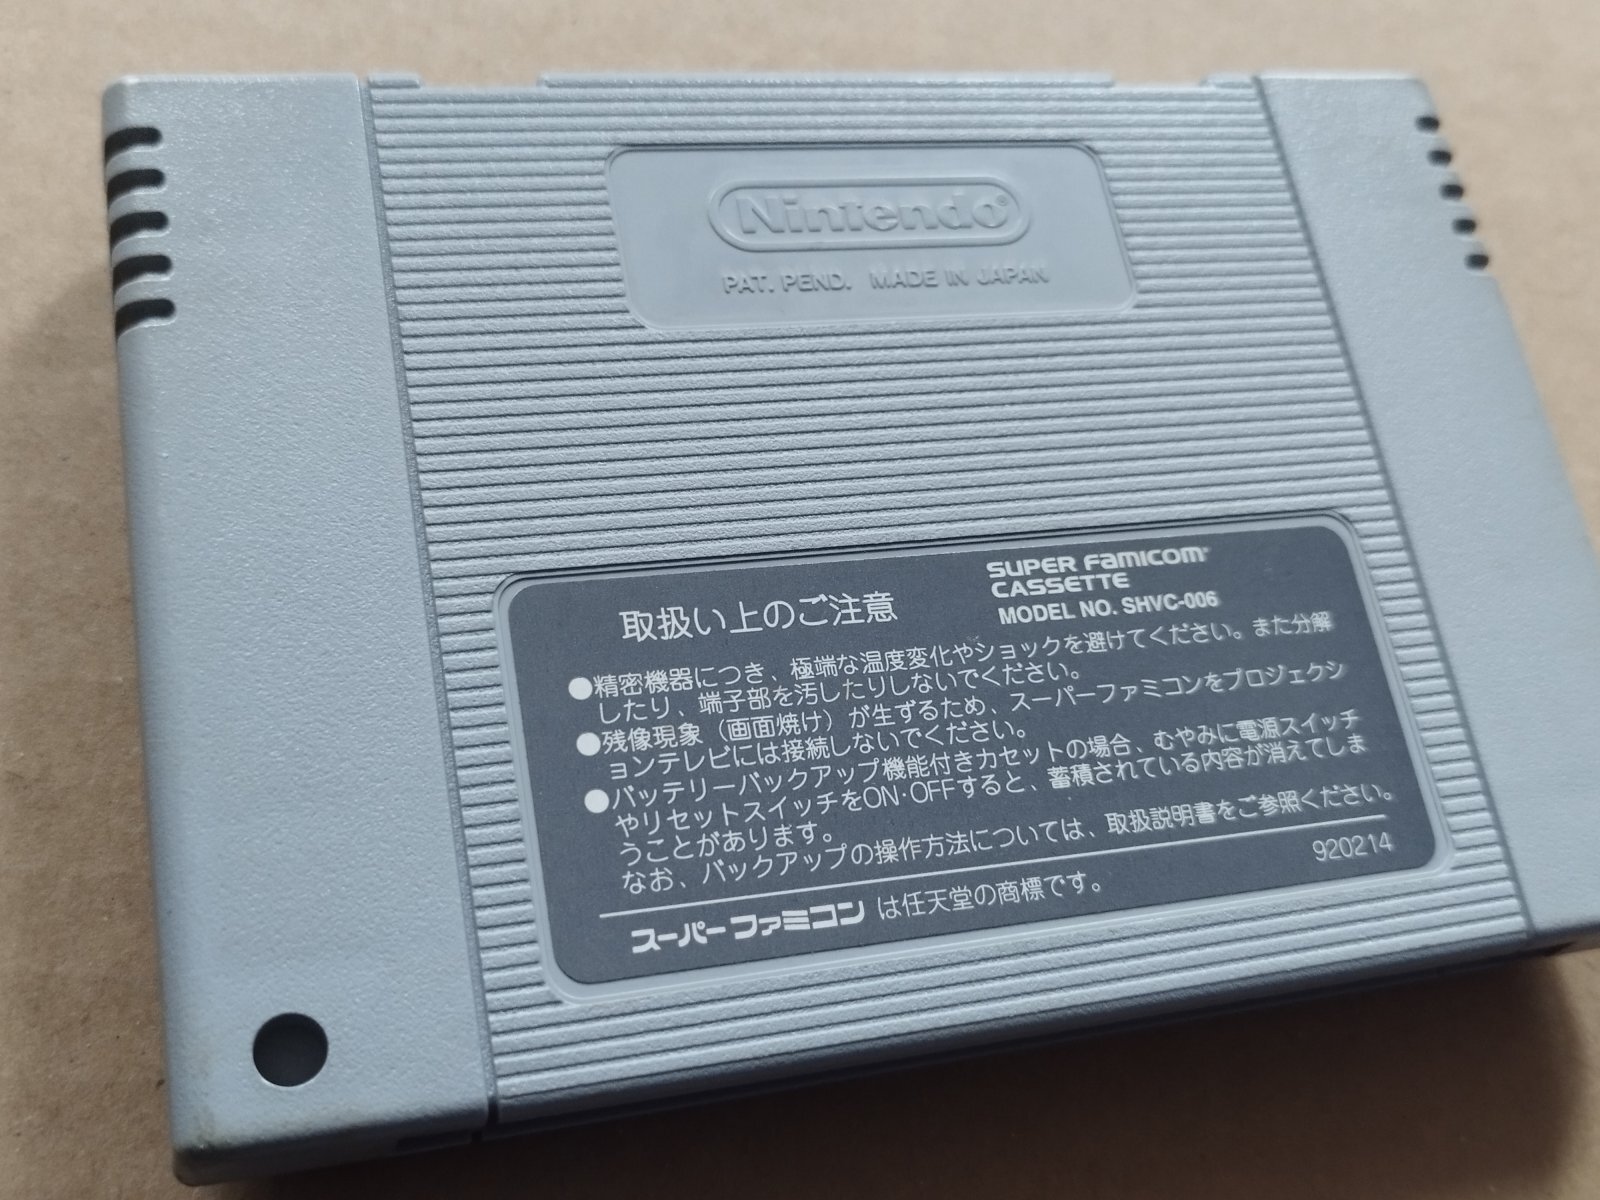 Nintendo®
PAT. PEND. MADE IN JAPAN
SUPER Famicom
CASSETTE
MODEL NO. SHVC-006
取扱い上のご注意
●精密機器につき、極端な温度変化やショックを避けてください。また分解
したり、端子部を汚したりしないでください。
●残像現象（画面焼け）が生ずるため、スーパーファミコンをプロジェクシ
ョンテレビには接続しないでください。
●バッテリーバックアップ機能付きカセットの場合、むやみに電源スイッチ
やリセットスイッチをON・OFFすると、蓄積されている内容が消えてしま
うことがあります。
なお、バックアップの操作方法については、取扱説明書をご参照ください。
920214
スーパーファミコン は任天堂の商標です。